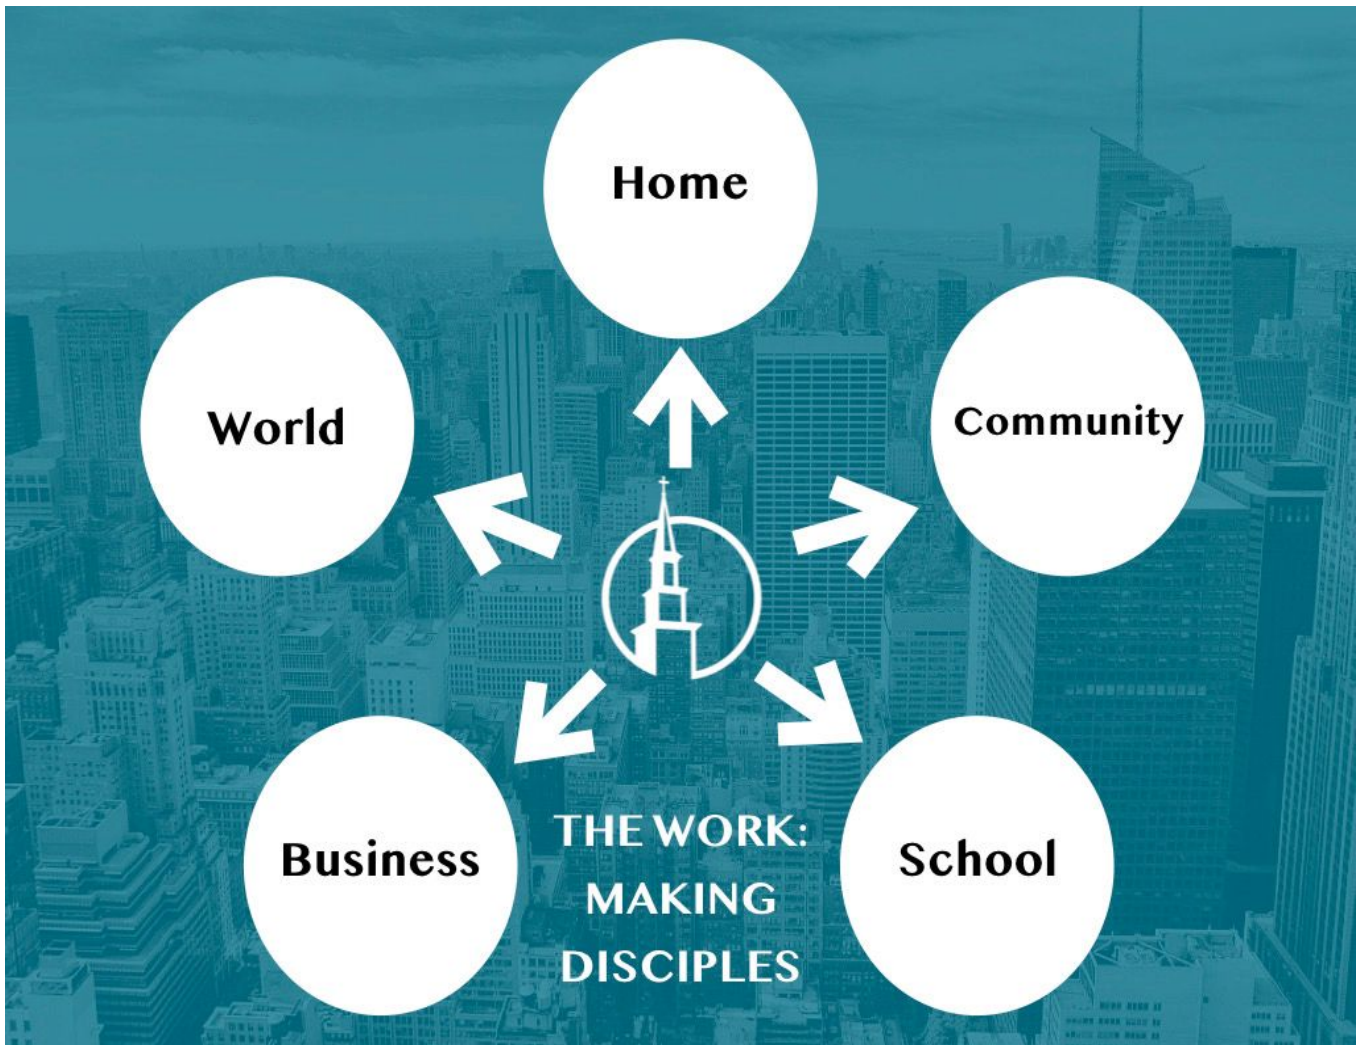 Home
World
Community
Business
School
THE WORK:
MAKING
DISCIPLES